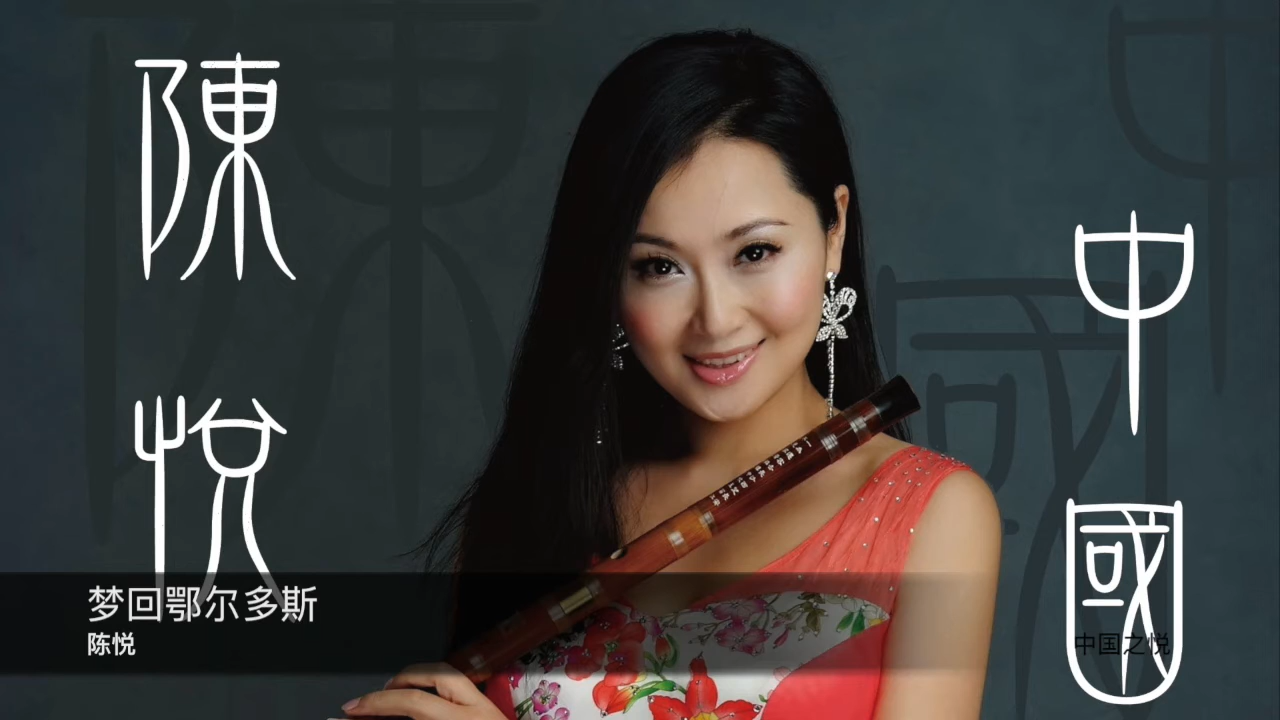 陳悅
中國
梦回鄂尔多斯
陈悦
中国之悦